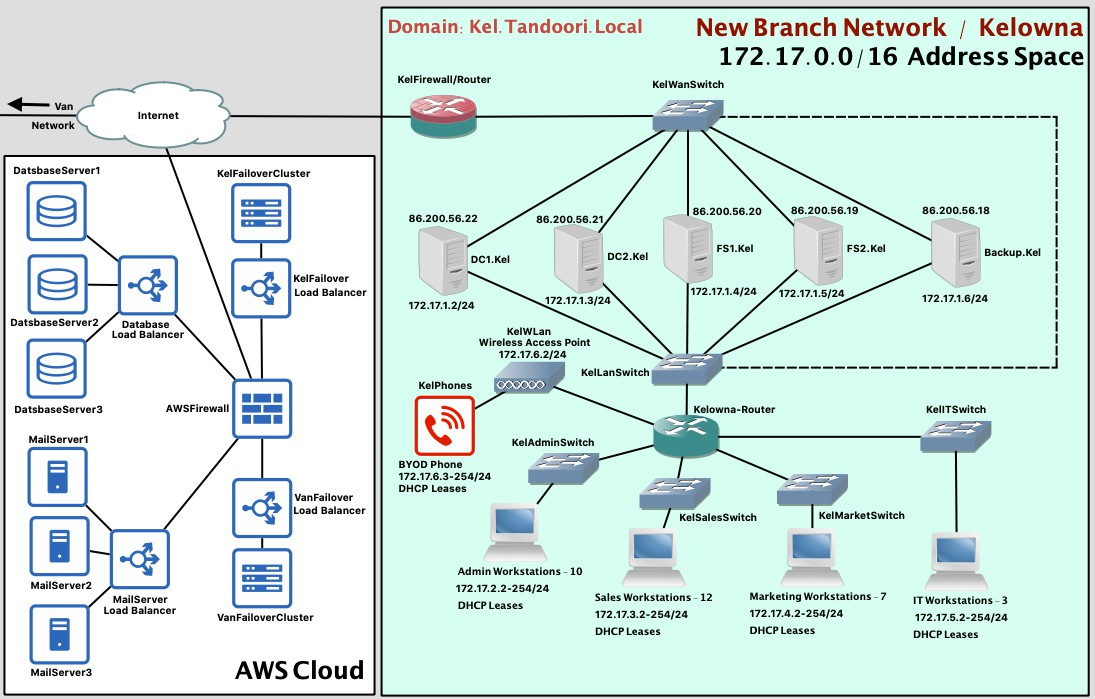 Domain: Kel.Tandoori.Local
New Branch Network / Kelowna
172.17.0.0/16 Address Space
Van
Network
Internet
KelFirewall/Router
KelWanSwitch
DatsbaseServer1
DatsbaseServer2
DatsbaseServer3
Database
Load Balancer
KelFailoverCluster
KelFailover
Load Balancer
AWSFirewall
MailServer1
MailServer2
MailServer3
MailServer
Load Balancer
VanFailover
Load Balancer
VanFailoverCluster
AWS Cloud
86.200.56.22
DC1.Kel
172.17.1.2/24
86.200.56.21
DC2.Kel
172.17.1.3/24
86.200.56.20
FS1.Kel
172.17.1.4/24
86.200.56.19
FS2.Kel
172.17.1.5/24
86.200.56.18
Backup.Kel
172.17.1.6/24
KelWLan
Wireless Access Point
172.17.6.2/24
KelLanSwitch
KelPhones
BYOD Phone
172.17.6.3-254/24
DHCP Leases
Kelowna-Router
KelITSwitch
KelAdminSwitch
KelSalesSwitch
KelMarketSwitch
Admin Workstations - 10
172.17.2.2-254/24
DHCP Leases
Sales Workstations - 12
172.17.3.2-254/24
DHCP Leases
Marketing Workstations - 7
172.17.4.2-254/24
DHCP Leases
IT Workstations - 3
172.17.5.2-254/24
DHCP Leases